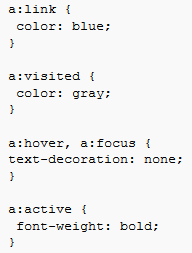 a:link {
 color: blue;
}

a:visited {
 color: gray;
}

a:hover, a:focus {
text-decoration: none;
}

a:active {
 font-weight: bold;
}